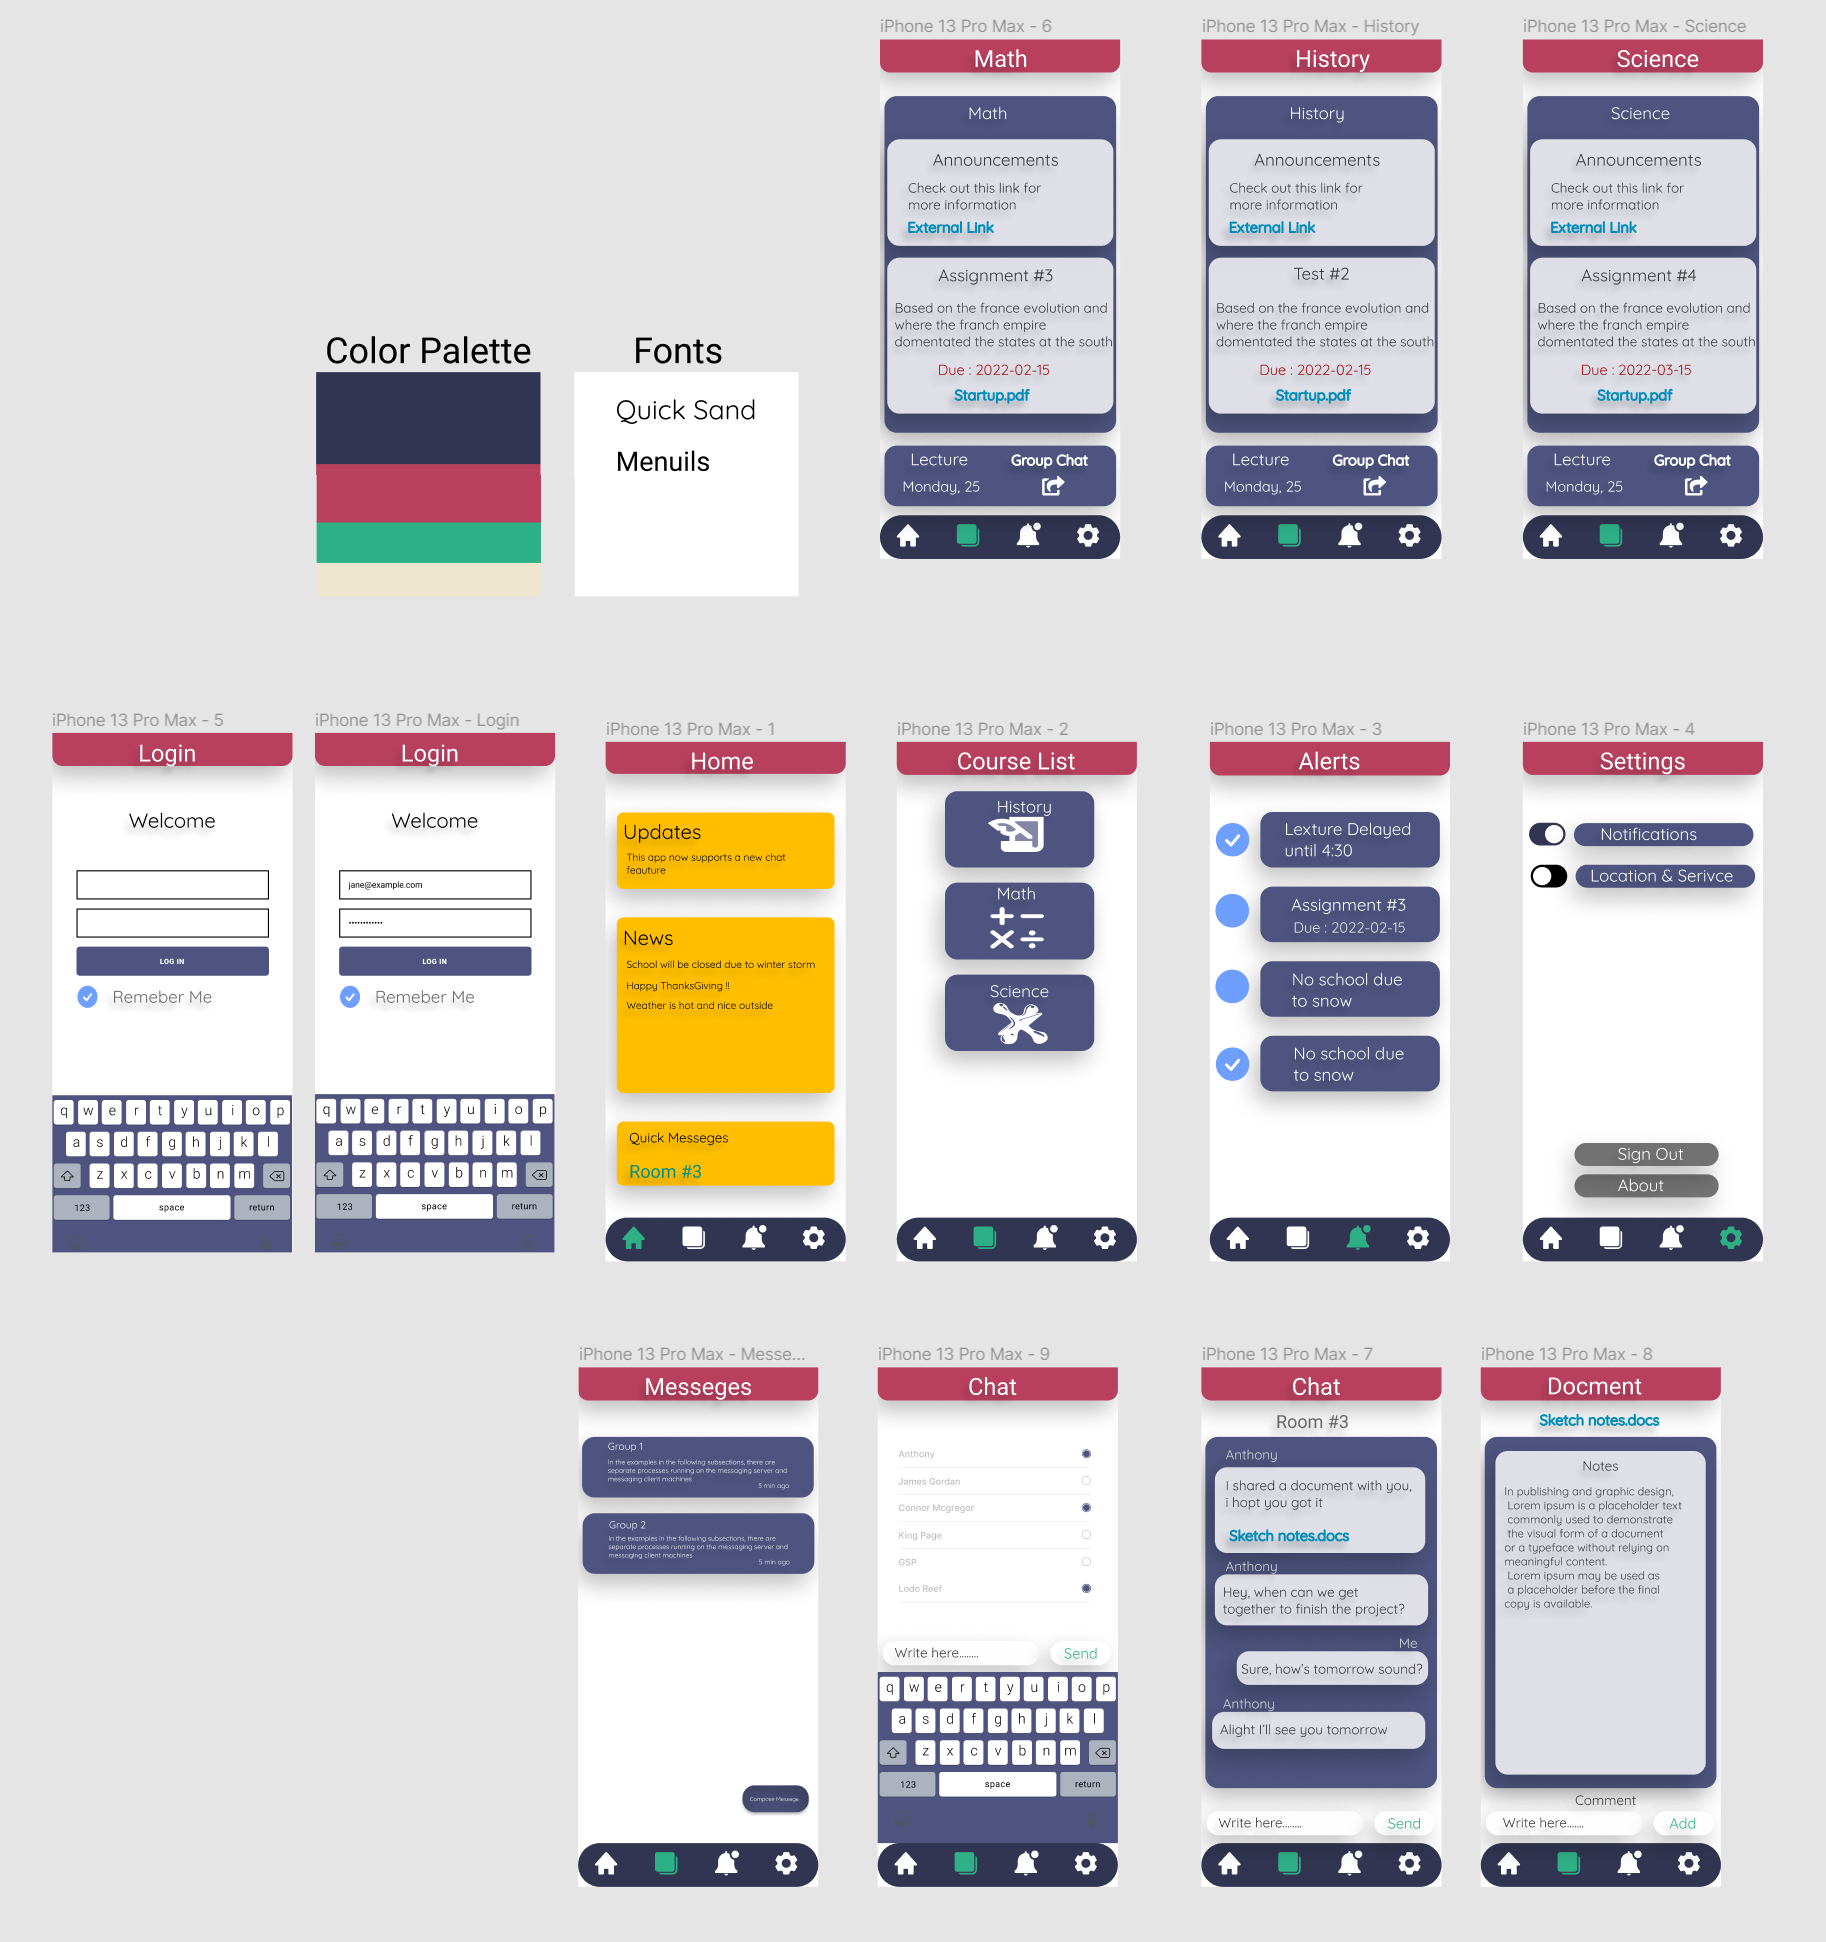 iPhone 13 Pro Max - 6
Math
Math
Announcements
Check out this link for
more information
External Link
Assignment #3
Based on the france evolution and
where the franch empire
domentated the states at the south
Due : 2022-02-15
Startup.pdf
Lecture
Group Chat
Monday, 25
iPhone 13 Pro Max - History
History
History
Announcements
Check out this link for
more information
External Link
Test #2
Based on the france evolution and
where the franch empire
domentated the states at the south
Due : 2022-02-15
Startup.pdf
Lecture
Group Chat
Monday, 25
iPhone 13 Pro Max - Science
Science
Science
Announcements
Check out this link for
more information
External Link
Assignment #4
Based on the france evolution and
where the franch empire
domentated the states at the south
Due : 2022-03-15
Startup.pdf
Lecture
Group Chat
Monday, 25
Color Palette
Fonts
Quick Sand
Menuils
iPhone 13 Pro Max - 5
Login
Welcome
LOG IN
Remeber Me
q w e r t y u i o p
a s d f g h j k l
z x c v b n m
123 space return
iPhone 13 Pro Max - Login
Login
Welcome
jane@example.com
••••••••••••
LOG IN
Remeber Me
q w e r t y u i o p
a s d f g h j k l
z x c v b n m
123 space return
iPhone 13 Pro Max - 1
Home
Updates
This app now supports a new chat
feauture
News
School will be closed due to winter storm
Happy ThanksGiving !!
Weather is hot and nice outside
Quick Messeges
Room #3
iPhone 13 Pro Max - 2
Course List
History
Math
Science
iPhone 13 Pro Max - 3
Alerts
Lexture Delayed
until 4:30
Assignment #3
Due : 2022-02-15
No school due
to snow
No school due
to snow
iPhone 13 Pro Max - 4
Settings
Notifications
Location & Serivce
Sign Out
About
iPhone 13 Pro Max - Messe...
Messeges
Group 1
In the examples in the following subsections, there are
separate processes running on the messaging server and
messaging client machines
5 min ago
Group 2
In the examples in the following subsections, there are
separate processes running on the messaging server and
messaging client machines
5 min ago
Compose Messege
iPhone 13 Pro Max - 9
Chat
Anthony
James Gordan
Connor Mcgregor
King Page
GSP
Lodo Reef
Write here........
Send
q w e r t y u i o p
a s d f g h j k l
z x c v b n m
123 space return
iPhone 13 Pro Max - 7
Chat
Room #3
Anthony
I shared a document with you,
i hopt you got it
Sketch notes.docs
Anthony
Hey, when can we get
together to finish the project?
Me
Sure, how's tomorrow sound?
Anthony
Alight I'll see you tomorrow
Write here........
Send
iPhone 13 Pro Max - 8
Docment
Sketch notes.docs
Notes
In publishing and graphic design,
Lorem ipsum is a placeholder text
commonly used to demonstrate
the visual form of a document
or a typeface without relying on
meaningful content.
Lorem ipsum may be used as
a placeholder before the final
copy is available.
Comment
Write here.......
Add